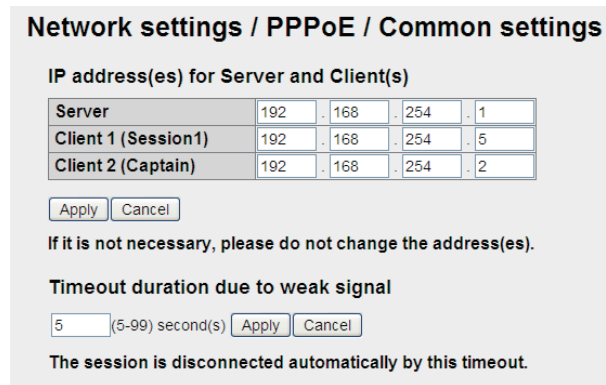 Network settings / PPPoE / Common settings
IP address(es) for Server and Client(s)
Server 192 . 168 . 254 . 1
Client 1 (Session1) 192 . 168 . 254 . 5
Client 2 (Captain) 192 . 168 . 254 . 2
Apply Cancel
If it is not necessary, please do not change the address(es).
Timeout duration due to weak signal
5 (5-99) second(s) Apply Cancel
The session is disconnected automatically by this timeout.